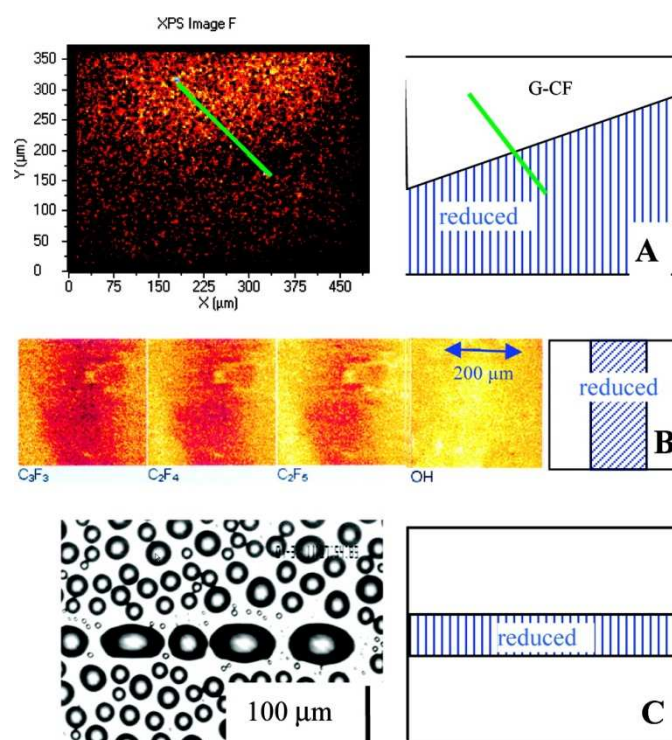 XPS Image F
350
300
250
200
150
100
50
0
Y (µm)
0 75 150 225 300 375 450
X (µm)
G-CF
reduced
A
200 µm
C₃F₃ C₂F₄ C₂F₅ OH
reduced
B
100 µm
reduced
C